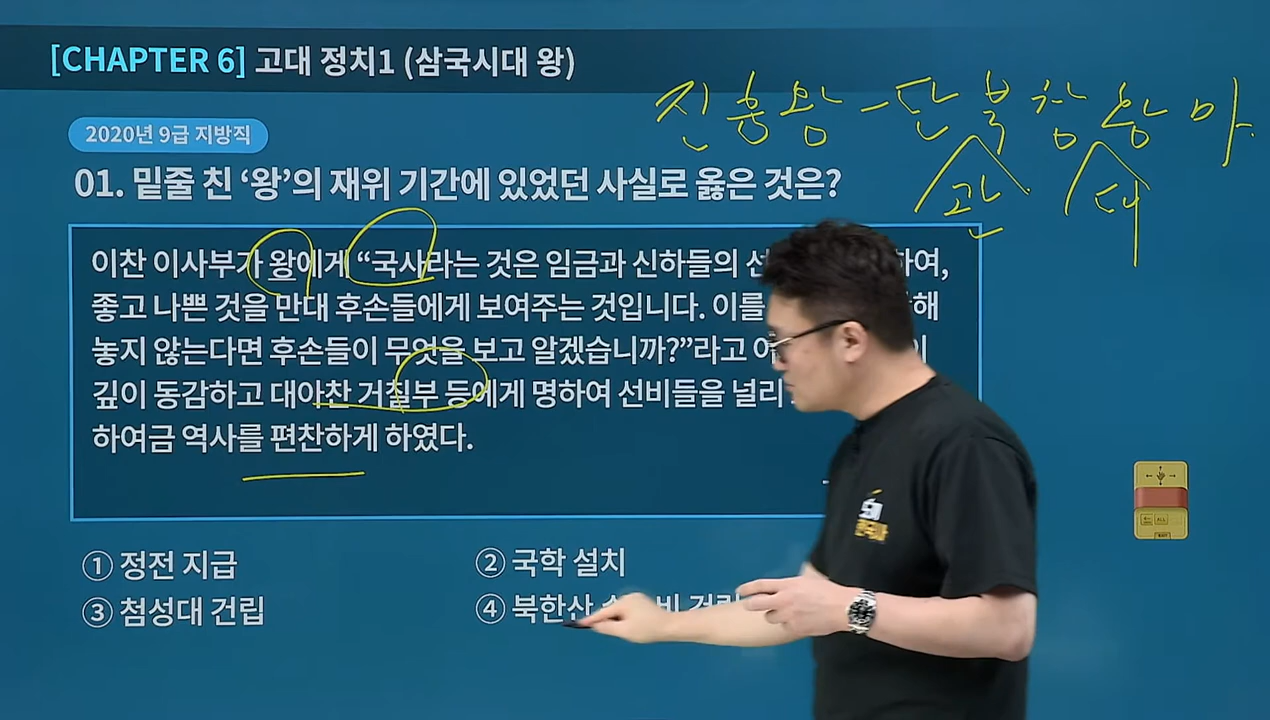 [CHAPTER 6] 고대 정치1 (삼국시대 왕)
진흥왕 - 단북창황마
관 대
2020년 9급 지방직
01. 밑줄 친 ‘왕’의 재위 기간에 있었던 사실로 옳은 것은?
이찬 이사부가 왕에게 “국사라는 것은 임금과 신하들의 하여,
좋고 나쁜 것을 만대 후손들에게 보여주는 것입니다. 이를 해
놓지 않는다면 후손들이 무엇을 보고 알겠습니까?”라고 이
깊이 동감하고 대아찬 거칠부 등에게 명하여 선비들을 널리
하여금 역사를 편찬하게 하였다.
① 정전 지급
② 국학 설치
③ 첨성대 건립
④ 북한산